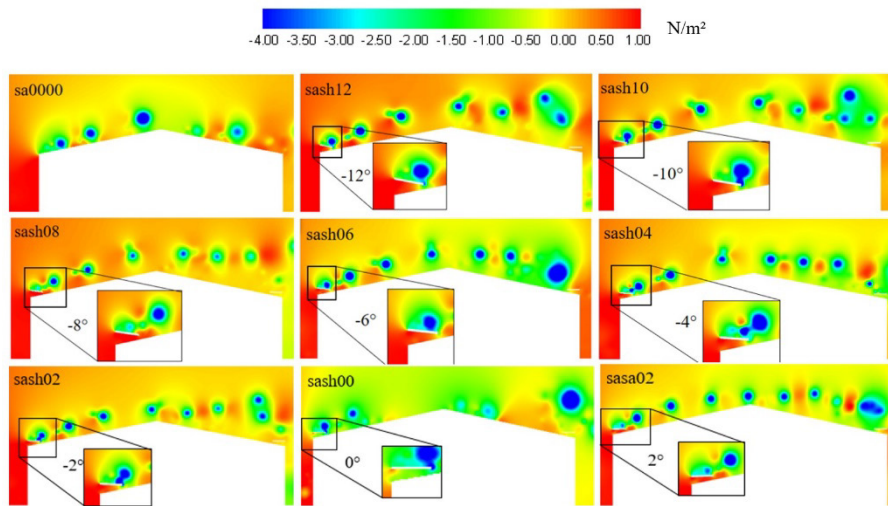 -4.00 -3.50 -3.00 -2.50 -2.00 -1.50 -1.00 -0.50 0.00 0.50 1.00 N/m²
sa0000 sash12 sash10
-12° -10°
sash08 sash06 sash04
-8° -6° -4°
sash02 sash00 sasa02
-2° 0° 2°